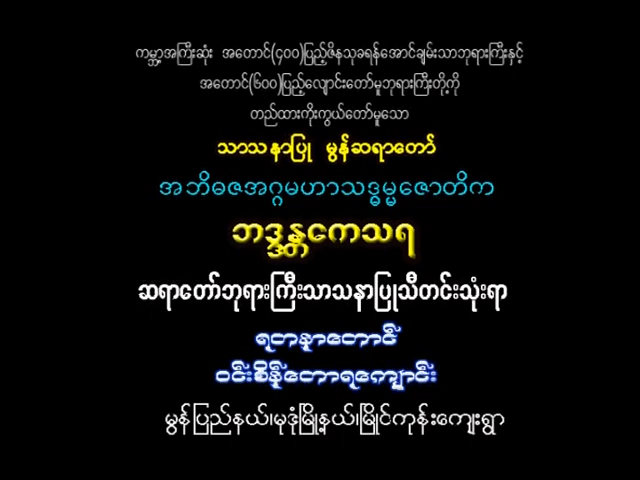 ကမ္ဘာ့အကြီးဆုံး အတောင်(၄၀၀)ပြည့်ဇိနသုခရန်အောင်ချမ်းသာဘုရားကြီးနှင့်
အတောင်(၆၀၀)ပြည့်လျောင်းတော်မူဘုရားကြီးတို့ကို
တည်ထားကိုးကွယ်တော်မူသော
သာသနာပြု မွန်ဆရာတော်
အဘိဓဇအဂ္ဂမဟာသဒ္ဓမ္မဇောတိက
ဘဒ္ဒန္တကေသရ
ဆရာတော်ဘုရားကြီးသာသနာပြုသီတင်းသုံးရာ
ရတနာတောင်
ဝင်းစိန်တောရကျောင်း
မွန်ပြည်နယ်၊မုဒုံမြို့နယ်၊မြိုင်ကုန်းကျေးရွာ